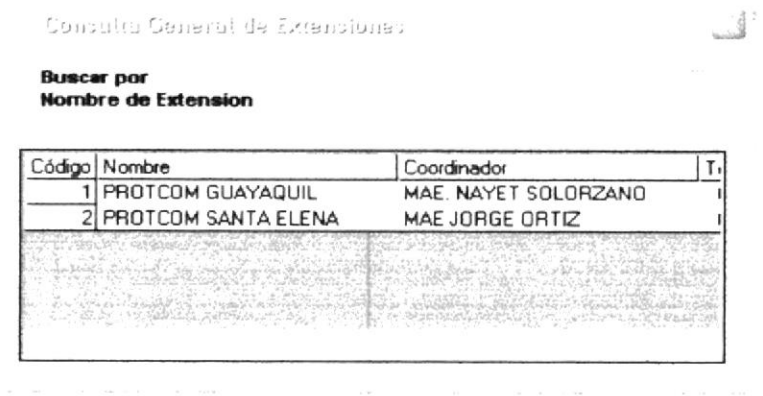 Consulta General de Extensiones
Buscar por
Nombre de Extension
Código Nombre Coordinador T
1 PROTCOM GUAYAQUIL MAE. NAYET SOLORZANO
2 PROTCOM SANTA ELENA MAE JORGE ORTIZ